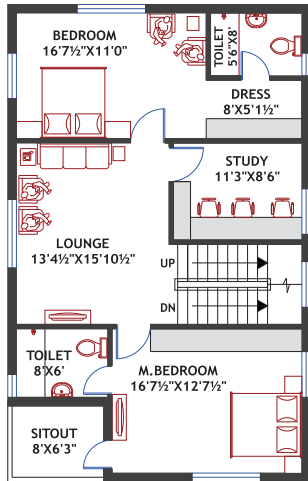 BEDROOM
16'7½"X11'0"
TOILET
5'6"X8'
DRESS
8'X5'1½"
STUDY
11'3"X8'6"
LOUNGE
13'4½"X15'10½"
UP
DN
TOILET
8'X6'
M.BEDROOM
16'7½"X12'7½"
SITOUT
8'X6'3"